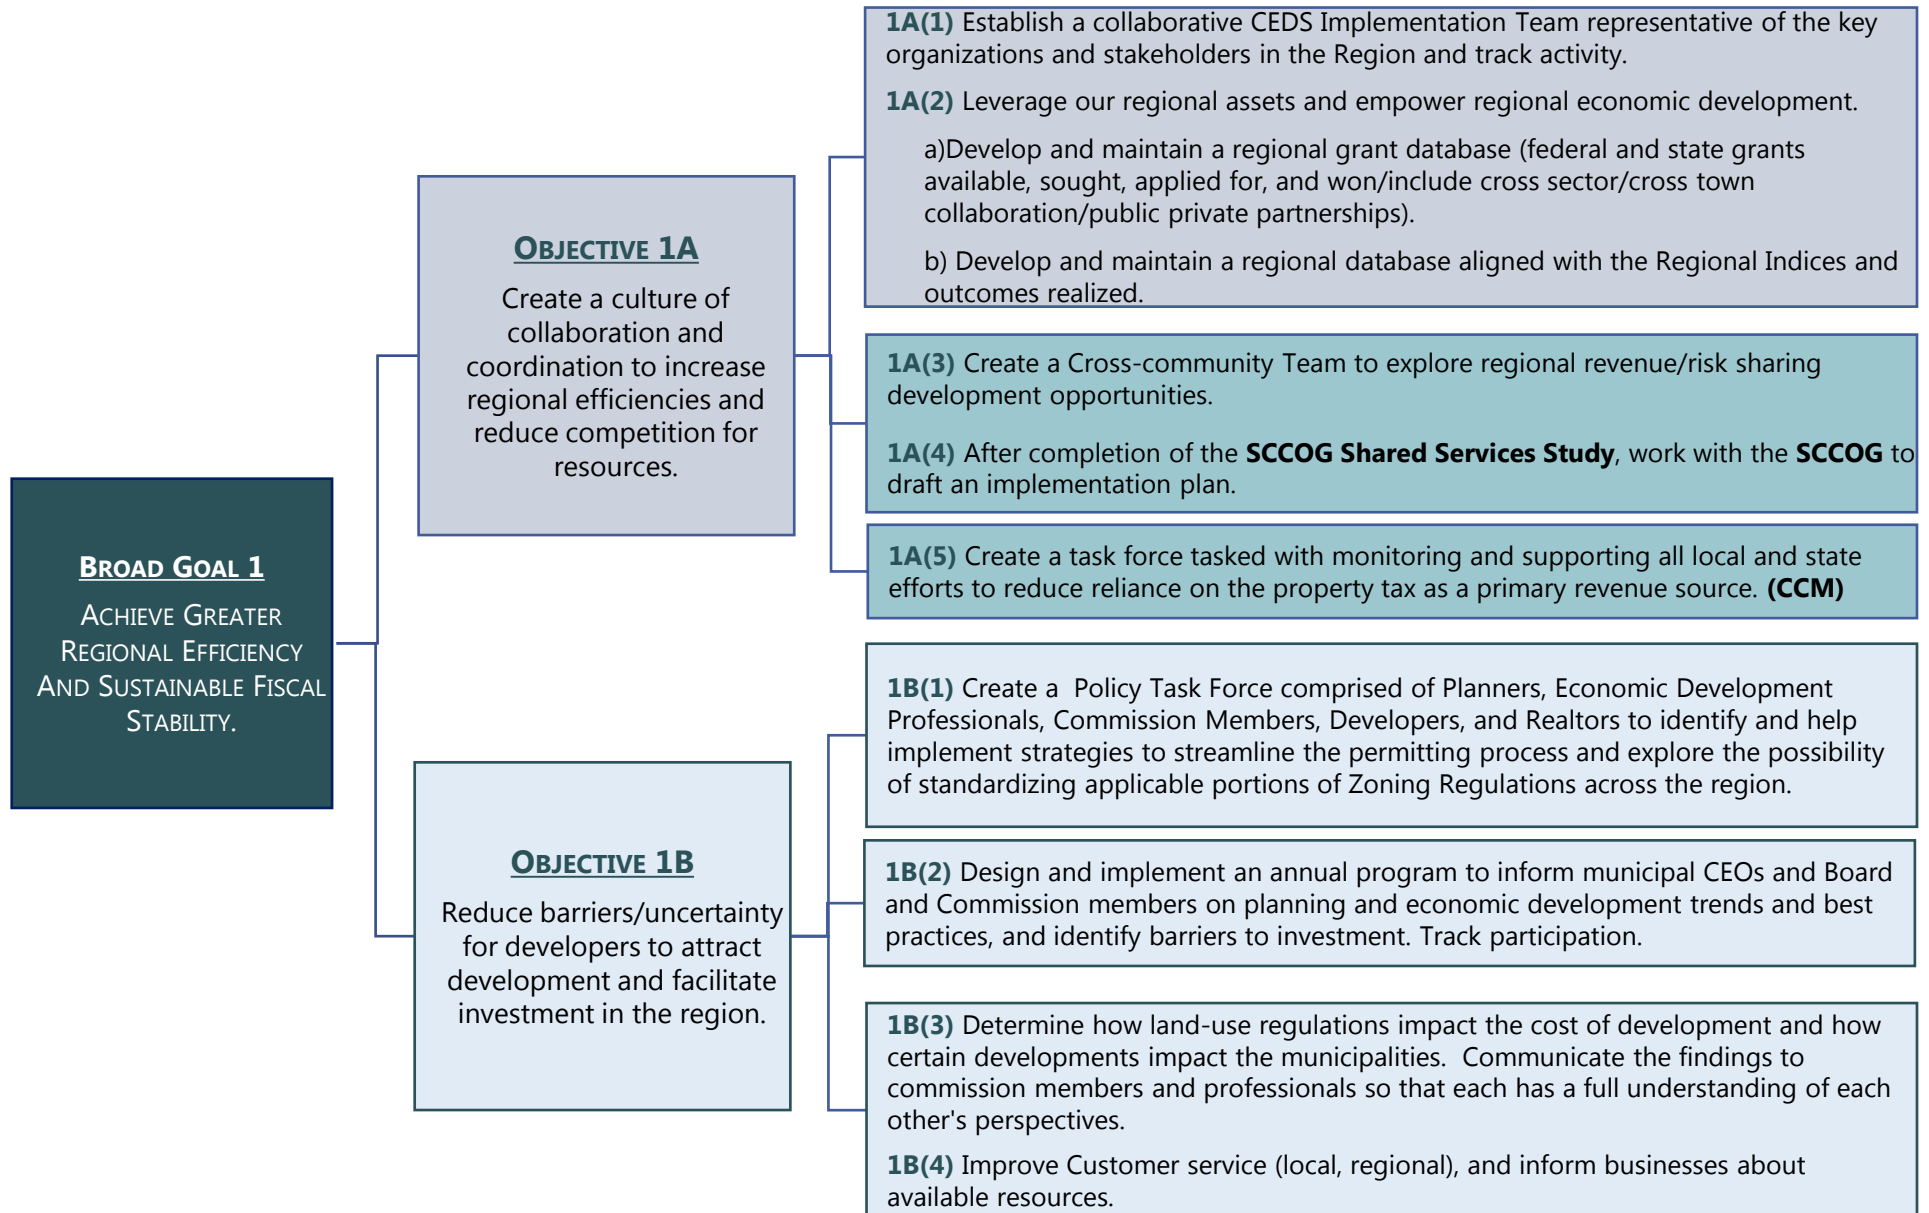 BROAD GOAL 1
ACHIEVE GREATER
REGIONAL EFFICIENCY
AND SUSTAINABLE FISCAL
STABILITY.
OBJECTIVE 1A
Create a culture of
collaboration and
coordination to increase
regional efficiencies and
reduce competition for
resources.
1A(1) Establish a collaborative CEDS Implementation Team representative of the key
organizations and stakeholders in the Region and track activity.
1A(2) Leverage our regional assets and empower regional economic development.
a)Develop and maintain a regional grant database (federal and state grants
available, sought, applied for, and won/include cross sector/cross town
collaboration/public private partnerships).
b) Develop and maintain a regional database aligned with the Regional Indices and
outcomes realized.
1A(3) Create a Cross-community Team to explore regional revenue/risk sharing
development opportunities.
1A(4) After completion of the SCCOG Shared Services Study, work with the SCCOG to
draft an implementation plan.
1A(5) Create a task force tasked with monitoring and supporting all local and state
efforts to reduce reliance on the property tax as a primary revenue source. (CCM)
OBJECTIVE 1B
Reduce barriers/uncertainty
for developers to attract
development and facilitate
investment in the region.
1B(1) Create a  Policy Task Force comprised of Planners, Economic Development
Professionals, Commission Members, Developers, and Realtors to identify and help
implement strategies to streamline the permitting process and explore the possibility
of standardizing applicable portions of Zoning Regulations across the region.
1B(2) Design and implement an annual program to inform municipal CEOs and Board
and Commission members on planning and economic development trends and best
practices, and identify barriers to investment. Track participation.
1B(3) Determine how land-use regulations impact the cost of development and how
certain developments impact the municipalities.  Communicate the findings to
commission members and professionals so that each has a full understanding of each
other's perspectives.
1B(4) Improve Customer service (local, regional), and inform businesses about
available resources.